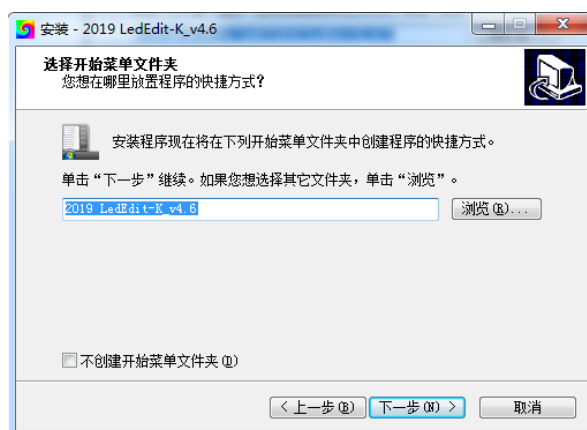 安装 - 2019 LedEdit-K_v4.6
选择开始菜单文件夹
您想在哪里放置程序的快捷方式?
安装程序现在将在下列开始菜单文件夹中创建程序的快捷方式。
单击“下一步”继续。如果您想选择其它文件夹，单击“浏览”。
2019 LedEdit-K_v4.6
浏览(R)...
不创建开始菜单文件夹(D)
< 上一步(B)
下一步(N) >
取消